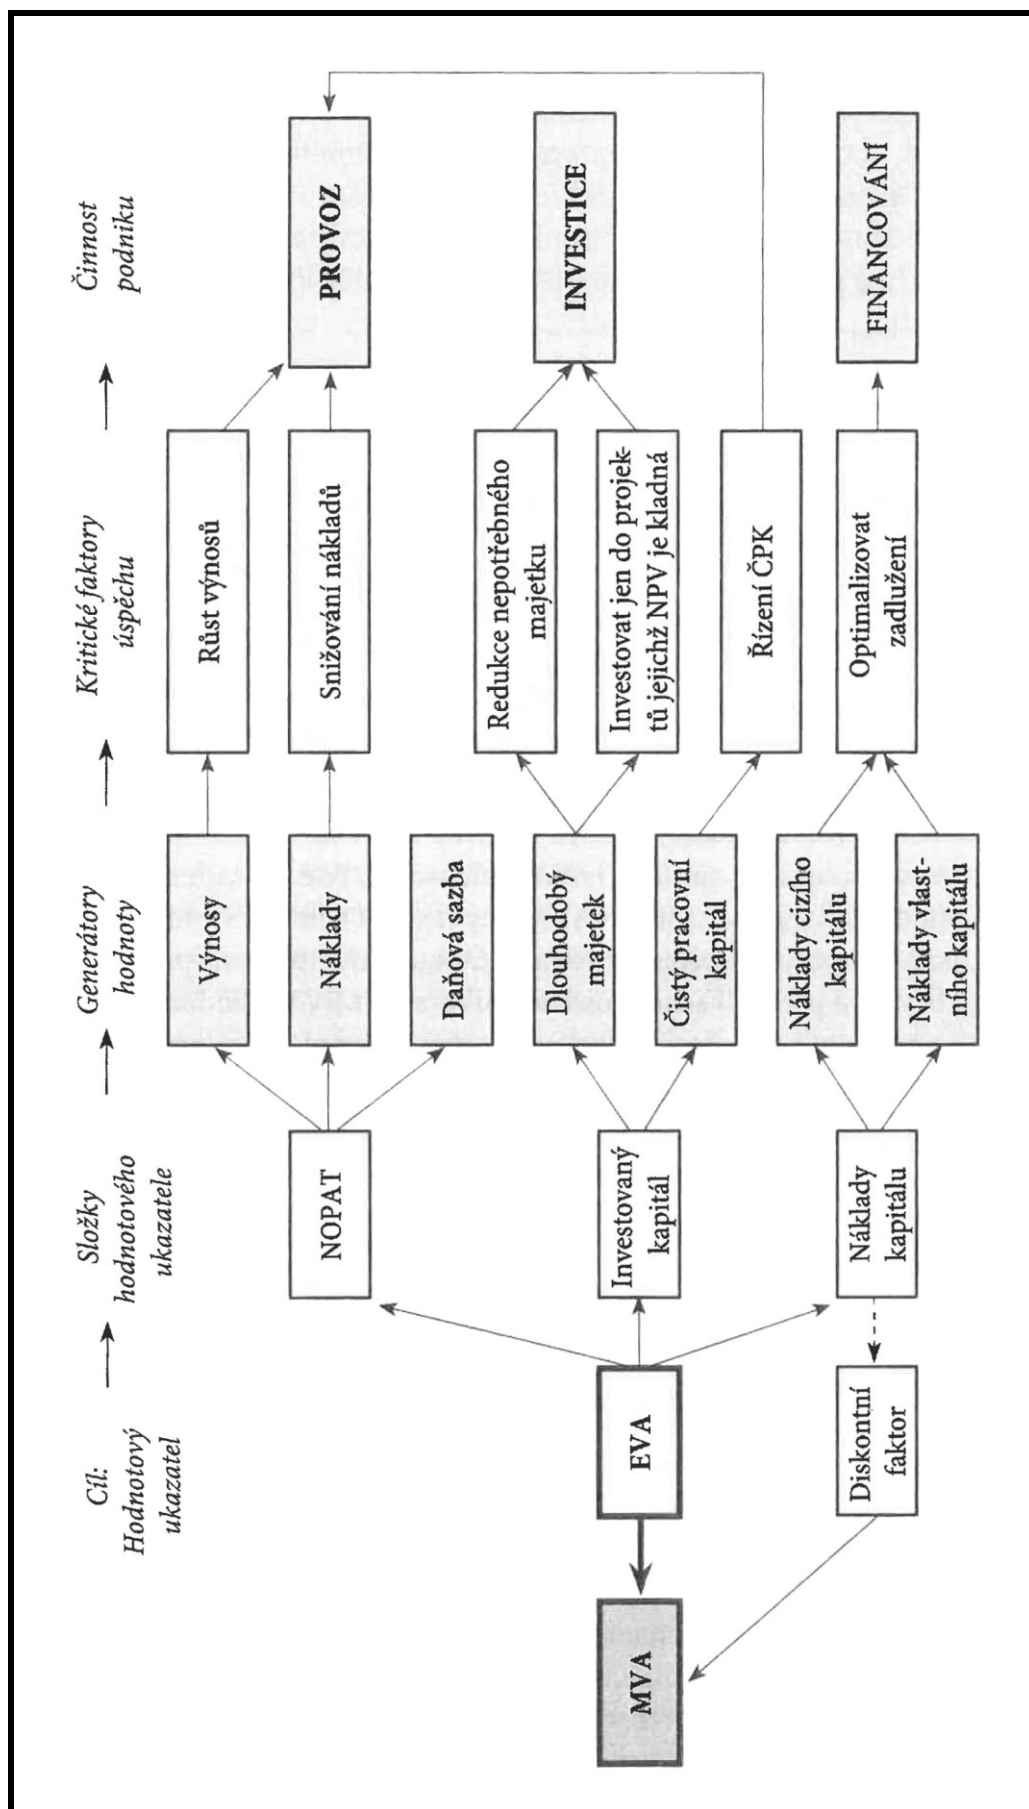 Cíl:
Hodnotový
ukazatel
Složky
hodnotového
ukazatele
Generátory
hodnoty
Kritické faktory
úspěchu
Činnost
podniku
MVA
EVA
Diskontní
faktor
NOPAT
Investovaný
kapitál
Náklady
kapitálu
Výnosy
Náklady
Daňová sazba
Dlouhodobý
majetek
Čistý pracovní
kapitál
Náklady cizího
kapitálu
Náklady vlast-
ního kapitálu
Růst výnosů
Snižování nákladů
Redukce nepotřebného
majetku
Investovat jen do projek-
tů jejichž NPV je kladná
Řízení ČPK
Optimalizovat
zadlužení
PROVOZ
INVESTICE
FINANCOVÁNÍ